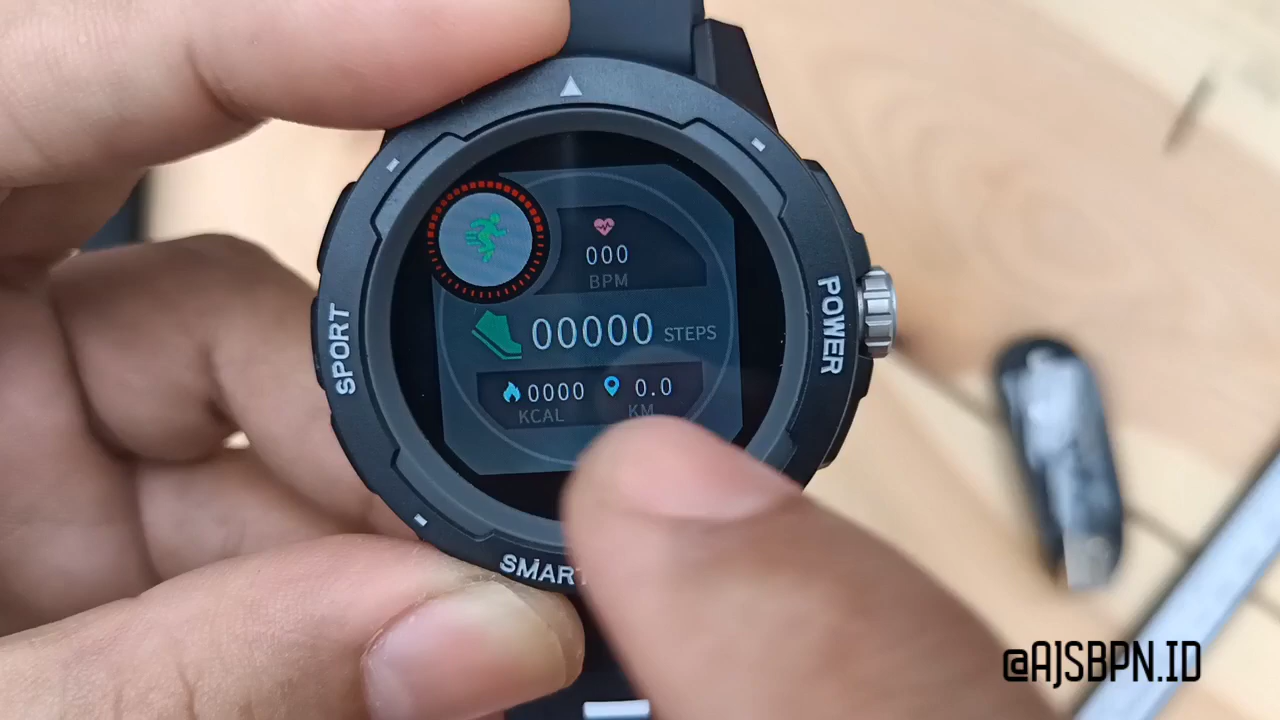 000
BPM
00000 STEPS
0000 0.0
KCAL KM
SPORT
POWER
SMART
@AJSBPN.ID